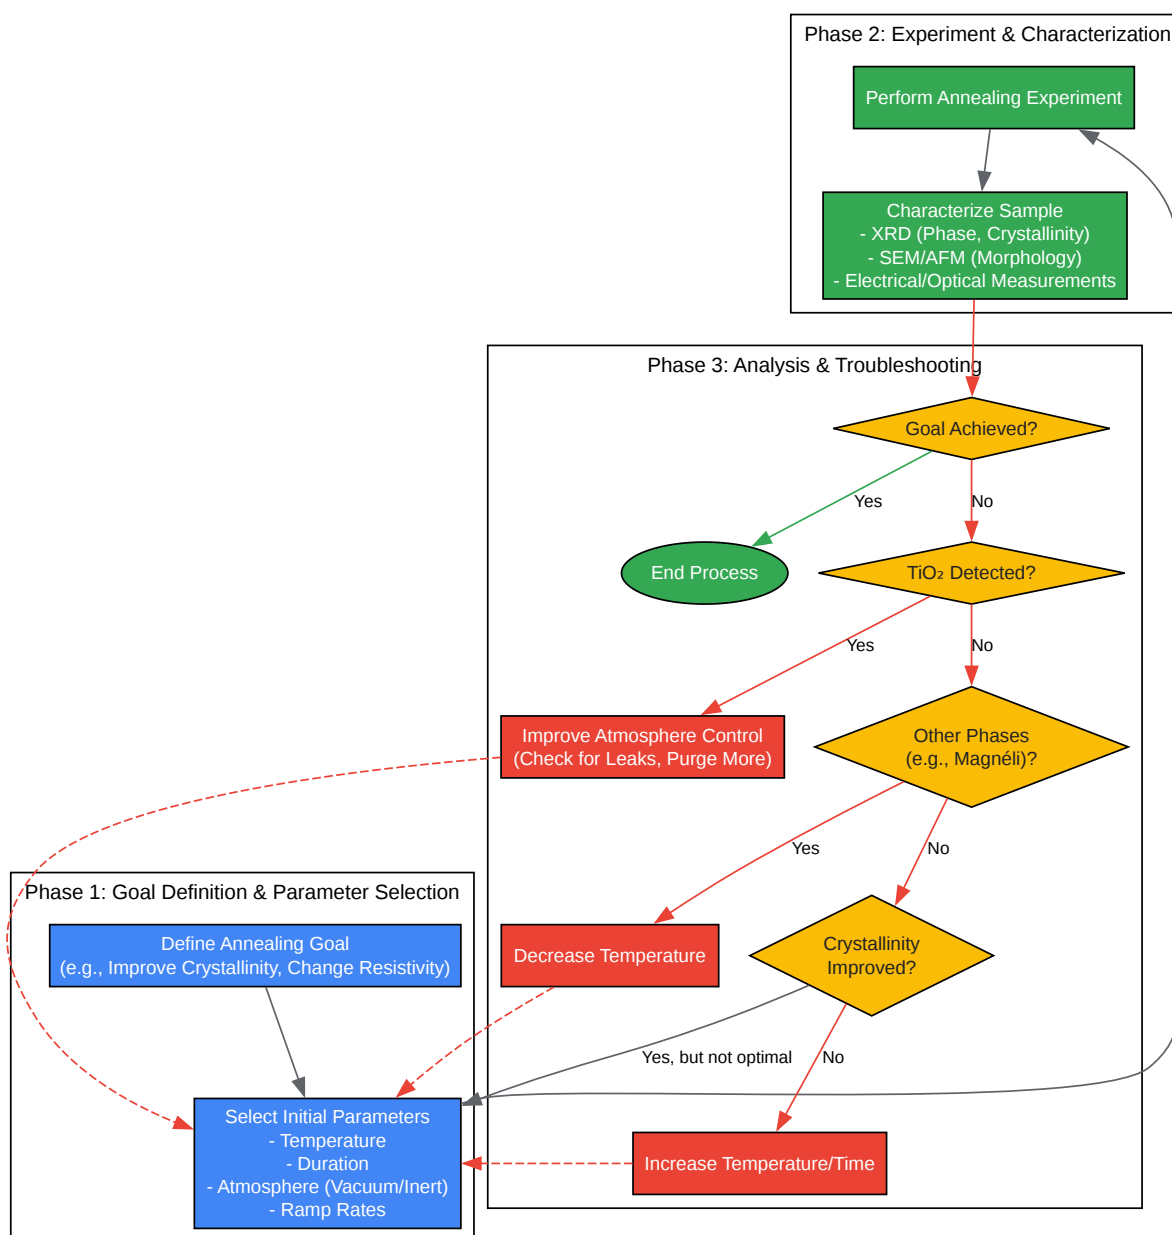 Phase 2: Experiment & Characterization
Perform Annealing Experiment
Characterize Sample
- XRD (Phase, Crystallinity)
- SEM/AFM (Morphology)
- Electrical/Optical Measurements
Phase 3: Analysis & Troubleshooting
Goal Achieved?
Yes
No
End Process
TiO₂ Detected?
Yes
No
Improve Atmosphere Control
(Check for Leaks, Purge More)
Other Phases
(e.g., Magnéli)?
Yes
No
Phase 1: Goal Definition & Parameter Selection
Define Annealing Goal
(e.g., Improve Crystallinity, Change Resistivity)
Decrease Temperature
Crystallinity
Improved?
Yes, but not optimal
No
Select Initial Parameters
- Temperature
- Duration
- Atmosphere (Vacuum/Inert)
- Ramp Rates
Increase Temperature/Time